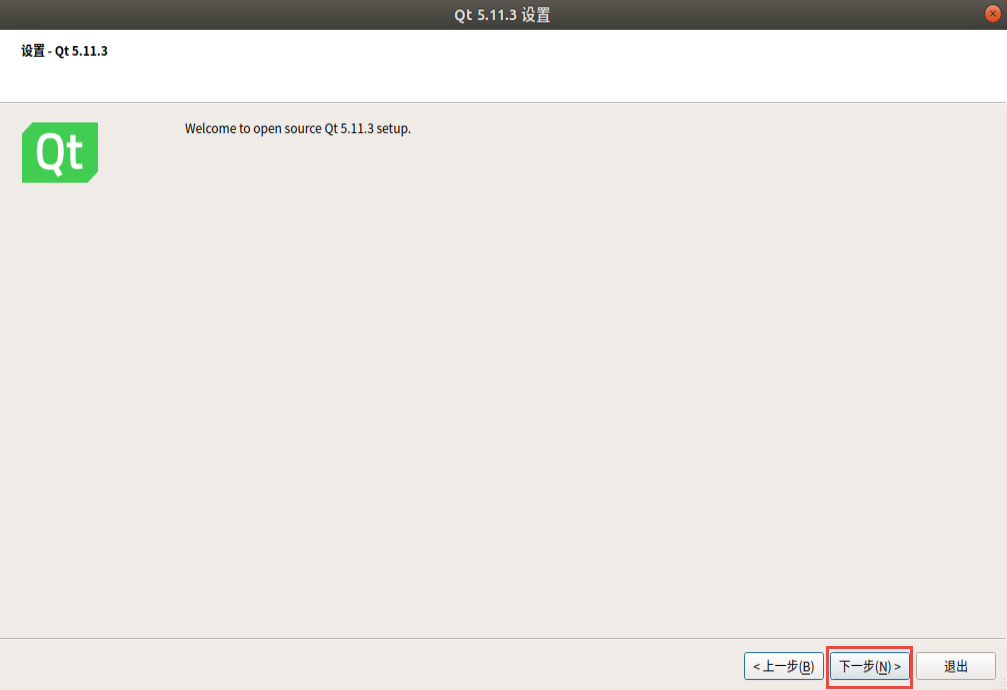 Qt 5.11.3 设置
设置 - Qt 5.11.3
Qt
Welcome to open source Qt 5.11.3 setup.
< 上一步(B) 下一步(N) > 退出